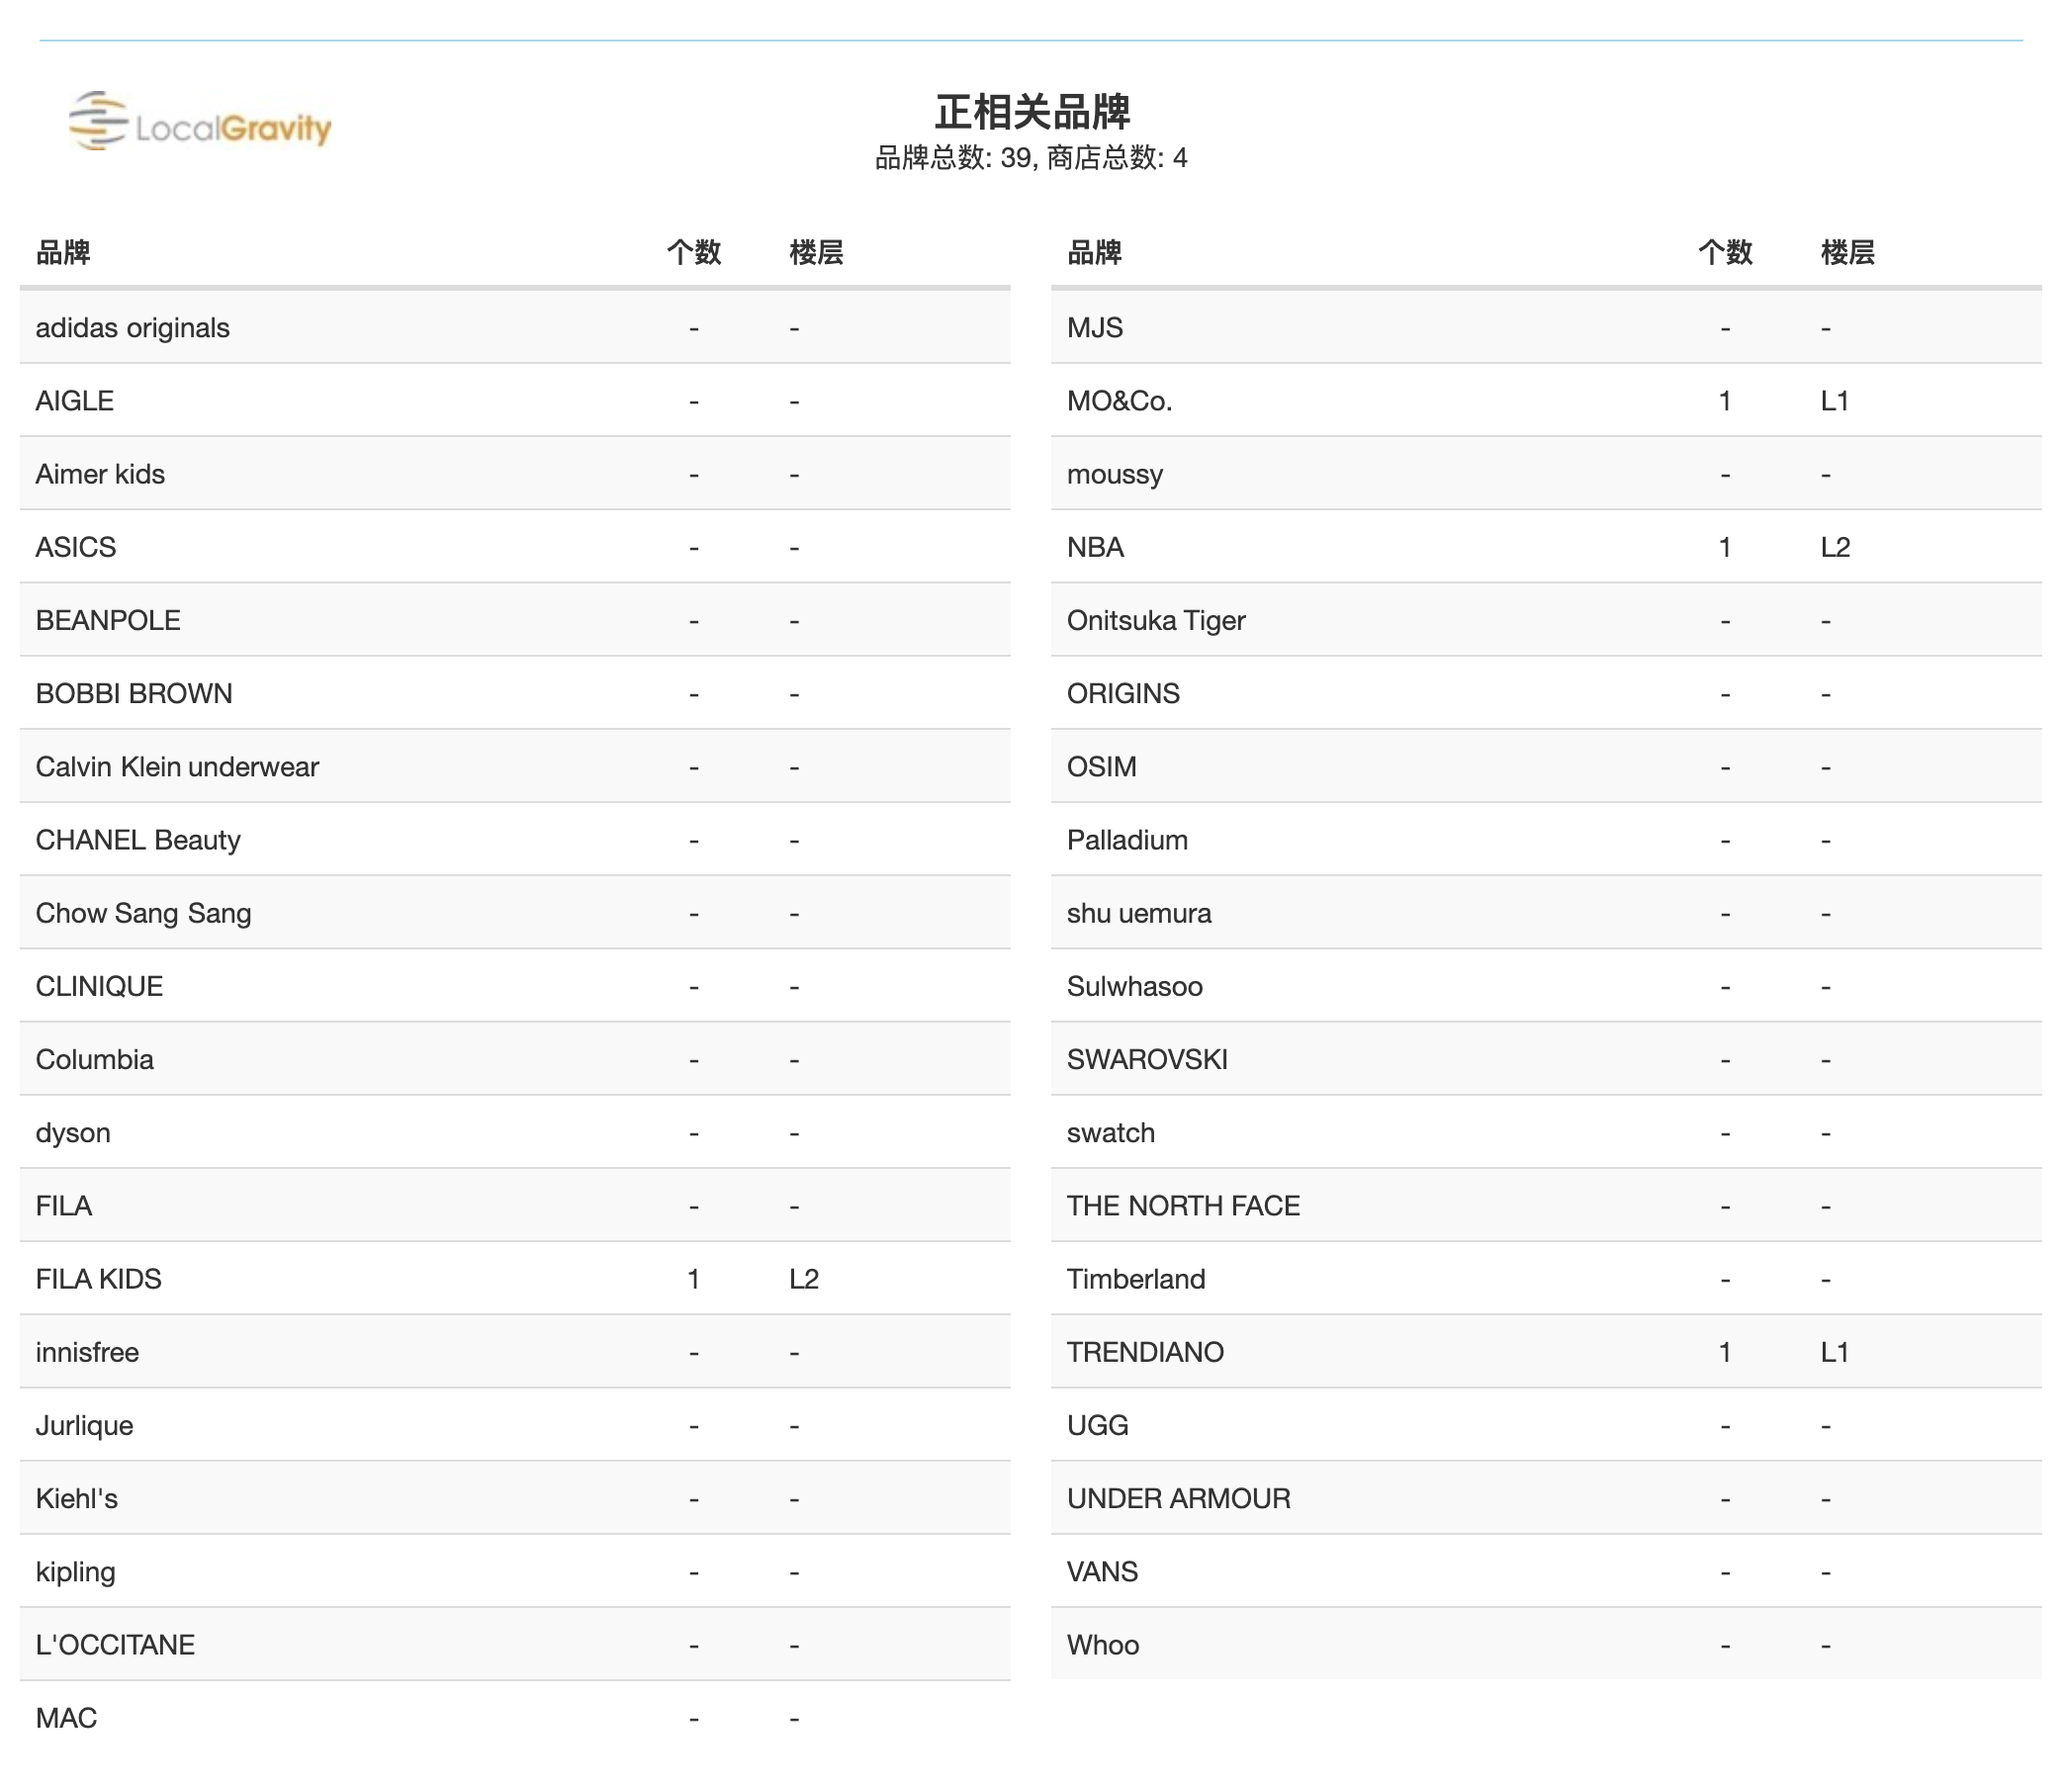 LocalGravity
正相关品牌
品牌总数: 39, 商店总数: 4
品牌 个数 楼层
adidas originals - -
AIGLE - -
Aimer kids - -
ASICS - -
BEANPOLE - -
BOBBI BROWN - -
Calvin Klein underwear - -
CHANEL Beauty - -
Chow Sang Sang - -
CLINIQUE - -
Columbia - -
dyson - -
FILA - -
FILA KIDS 1 L2
innisfree - -
Jurlique - -
Kiehl's - -
kipling - -
L'OCCITANE - -
MAC - -
品牌 个数 楼层
MJS - -
MO&Co. 1 L1
moussy - -
NBA 1 L2
Onitsuka Tiger - -
ORIGINS - -
OSIM - -
Palladium - -
shu uemura - -
Sulwhasoo - -
SWAROVSKI - -
swatch - -
THE NORTH FACE - -
Timberland - -
TRENDIANO 1 L1
UGG - -
UNDER ARMOUR - -
VANS - -
Whoo - -